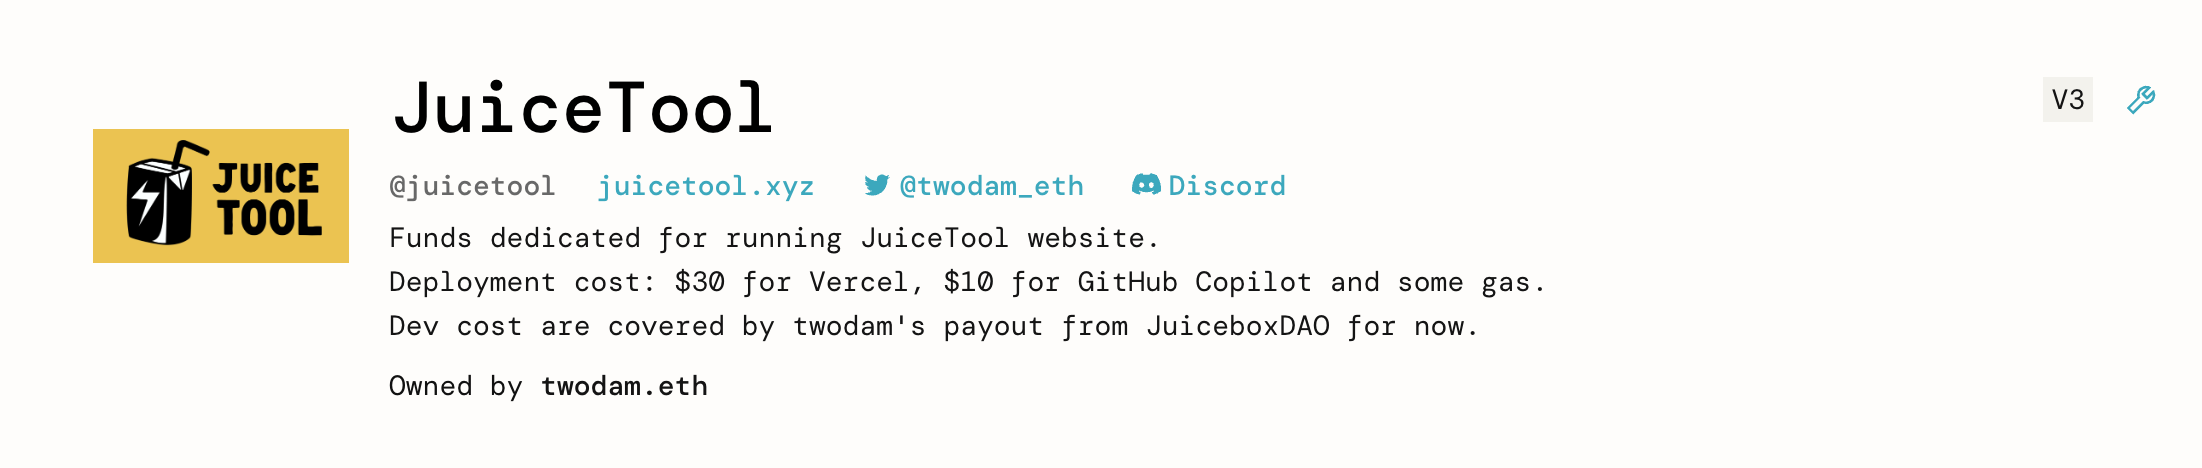 JuiceTool
V3
JUICE
TOOL
@juicetool juicetool.xyz @twodam_eth Discord
Funds dedicated for running JuiceTool website.
Deployment cost: $30 for Vercel, $10 for GitHub Copilot and some gas.
Dev cost are covered by twodam's payout from JuiceboxDAO for now.
Owned by twodam.eth